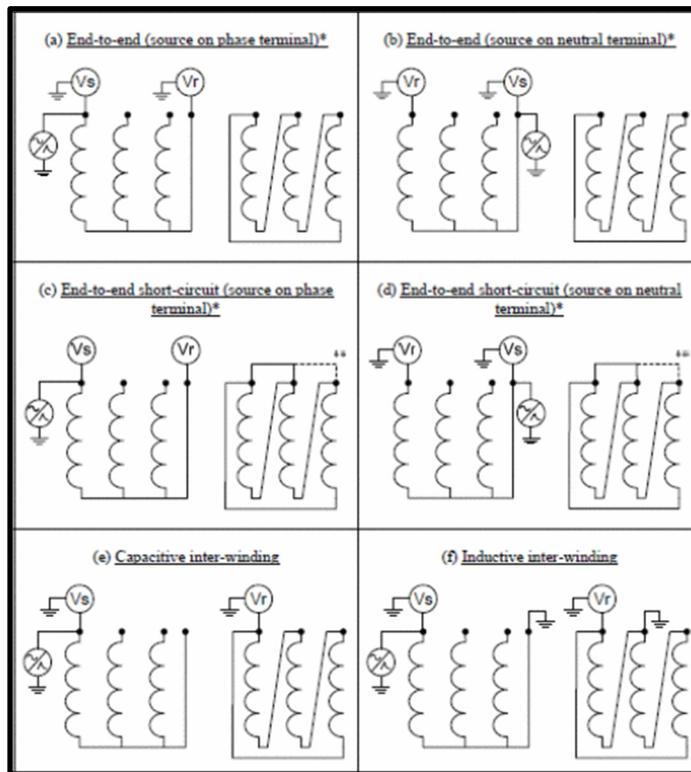 (a) End-to-end (source on phase terminal)*
(b) End-to-end (source on neutral terminal)*
Vs
Vr
Vr
Vs
(c) End-to-end short-circuit (source on phase
terminal)*
(d) End-to-end short-circuit (source on neutral
terminal)*
Vs
Vr
**
Vr
Vs
(e) Capacitive inter-winding
(f) Inductive inter-winding
Vs
Vr
Vs
Vr